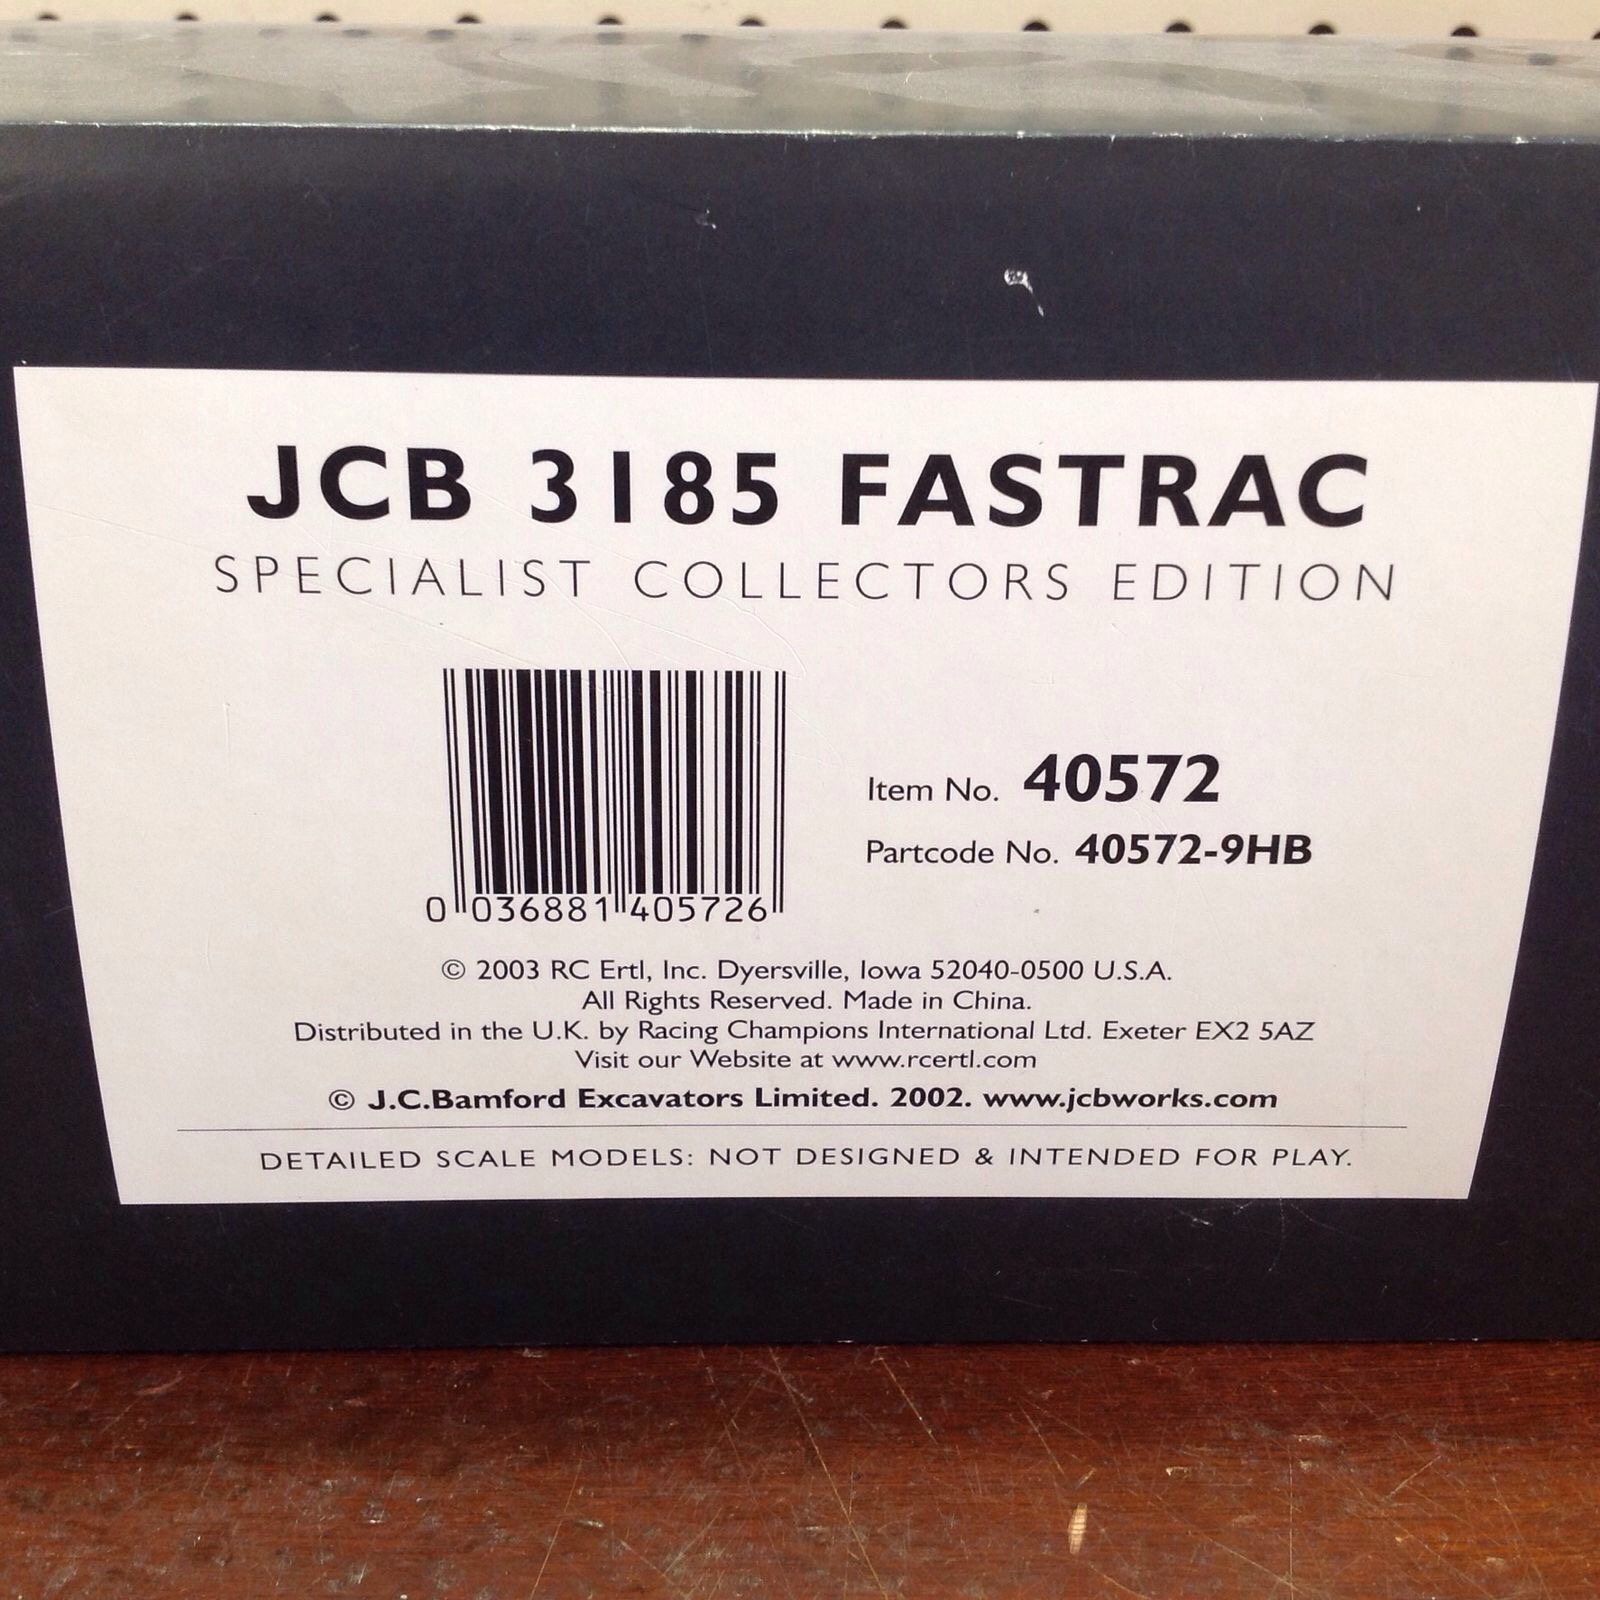 JCB 3185 FASTRAC
SPECIALIST COLLECTORS EDITION
Item No. 40572
Partcode No. 40572-9HB
0 036881 405726
© 2003 RC Ertl, Inc. Dyersville, Iowa 52040-0500 U.S.A.
All Rights Reserved. Made in China.
Distributed in the U.K. by Racing Champions International Ltd. Exeter EX2 5AZ
Visit our Website at www.rcertl.com
© J.C.Bamford Excavators Limited. 2002. www.jcbworks.com
DETAILED SCALE MODELS: NOT DESIGNED & INTENDED FOR PLAY.